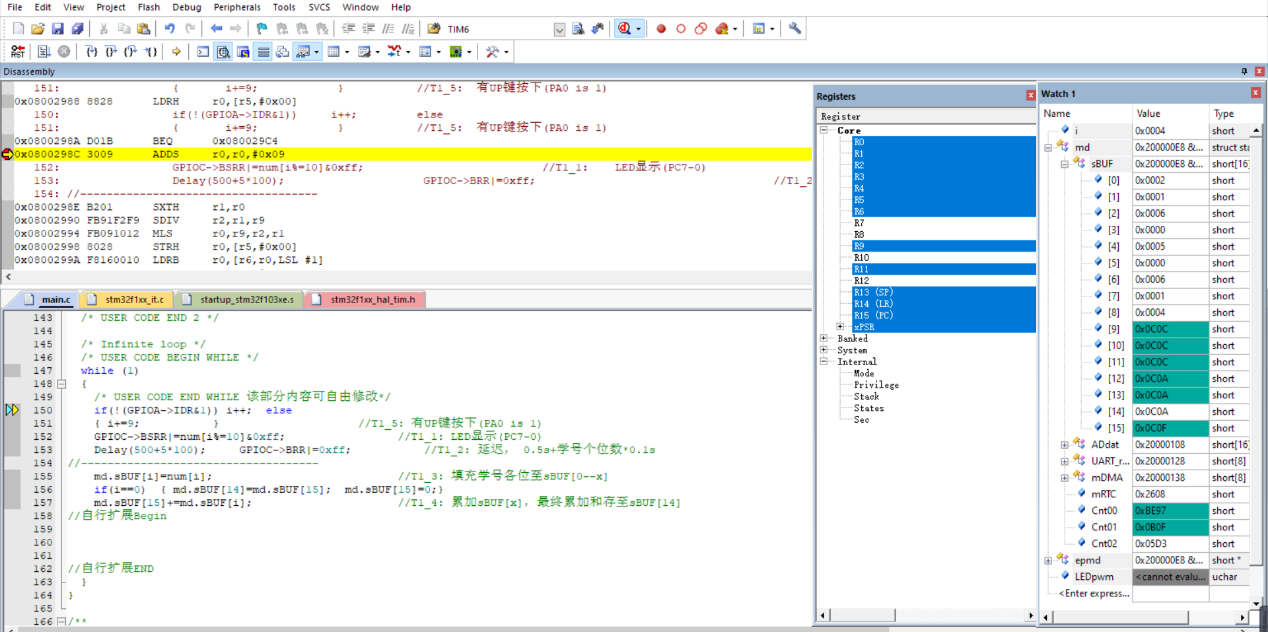 File Edit View Project Flash Debug Peripherals Tools SVCS Window Help
TIM6
Disassembly
151: { i+=9; } //T1_5: 有UP键按下(PA0 is 1)
0x08002988 8828 LDRH r0,[r5,#0x00]
150: if(!(GPIOA->IDR&1)) i++; else
151: { i+=9; } //T1_5: 有UP键按下(PA0 is 1)
0x0800298A D01B BEQ 0x080029C4
0x0800298C 3009 ADDS r0,r0,#0x09
152: GPIOC->BSRR|=num[i%=10]&0xff; //T1_1: LED显示(PC7-0)
153: Delay(500+5*100); GPIOC->BRR|=0xff; //T1_2
154: //------------------------------------
0x0800298E B201 SXTH r1,r0
0x08002990 FB91F2F9 SDIV r2,r1,r9
0x08002994 FB091012 MLS r0,r9,r2,r1
0x08002998 8028 STRH r0,[r5,#0x00]
0x0800299A F8160010 LDRB r0,[r6,r0,LSL #1]
main.c stm32f1xx_it.c startup_stm32f103xe.s stm32f1xx_hal_tim.h
143 /* USER CODE END 2 */
144
145 /* Infinite loop */
146 /* USER CODE BEGIN WHILE */
147 while (1)
148 {
149 /* USER CODE END WHILE 该部分内容可自由修改*/
150 if(!(GPIOA->IDR&1)) i++; else
151 { i+=9; } //T1_5: 有UP键按下(PA0 is 1)
152 GPIOC->BSRR|=num[i%=10]&0xff; //T1_1: LED显示(PC7-0)
153 Delay(500+5*100); GPIOC->BRR|=0xff; //T1_2: 延迟, 0.5s+学号个位数*0.1s
154 //------------------------------------
155 md.sBUF[i]=num[i]; //T1_3: 填充学号各位至sBUF[0--x]
156 if(i==0) { md.sBUF[14]=md.sBUF[15]; md.sBUF[15]=0;}
157 md.sBUF[15]+=md.sBUF[i]; //T1_4: 累加sBUF[x], 最终累加和存至sBUF[14]
158 //自行扩展Begin
159
160
161
162 //自行扩展END
163 }
164 }
165
166 /**
Registers
Register
Core
R0
R1
R2
R3
R4
R5
R6
R7
R8
R9
R10
R11
R12
R13 (SP)
R14 (LR)
R15 (PC)
xPSR
Banked
System
Internal
Mode
Privilege
Stack
States
Sec
Watch 1
Name Value Type
i 0x0004 short
md 0x200000E8 &... struct sta
sBUF 0x200000E8 &... short[16]
[0] 0x0002 short
[1] 0x0001 short
[2] 0x0006 short
[3] 0x0000 short
[4] 0x0005 short
[5] 0x0000 short
[6] 0x0006 short
[7] 0x0001 short
[8] 0x0004 short
[9] 0x0C0C short
[10] 0x0C0C short
[11] 0x0C0C short
[12] 0x0C0A short
[13] 0x0C0A short
[14] 0x0C0A short
[15] 0x0C0F short
ADdat 0x20000108 short[16]
UART_r... 0x20000128 short[8]
mDMA 0x20000138 short[8]
mRTC 0x2608 short
Cnt00 0xBE97 short
Cnt01 0x0B0F short
Cnt02 0x05D3 short
epmd 0x200000E8 &... short *
LEDpwm <cannot evalu... uchar
<Enter express...